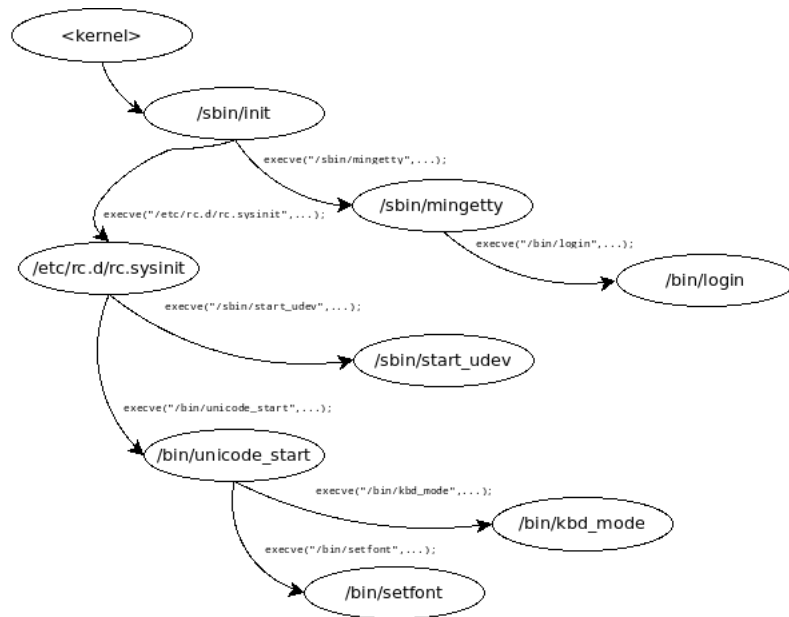 <kernel>
/sbin/init
execve("/sbin/mingetty",...);
/sbin/mingetty
execve("/etc/rc.d/rc.sysinit",...);
execve("/bin/login",...);
/etc/rc.d/rc.sysinit
/bin/login
execve("/sbin/start_udev",...);
/sbin/start_udev
execve("/bin/unicode_start",...);
/bin/unicode_start
execve("/bin/kbd_mode",...);
/bin/kbd_mode
execve("/bin/setfont",...);
/bin/setfont